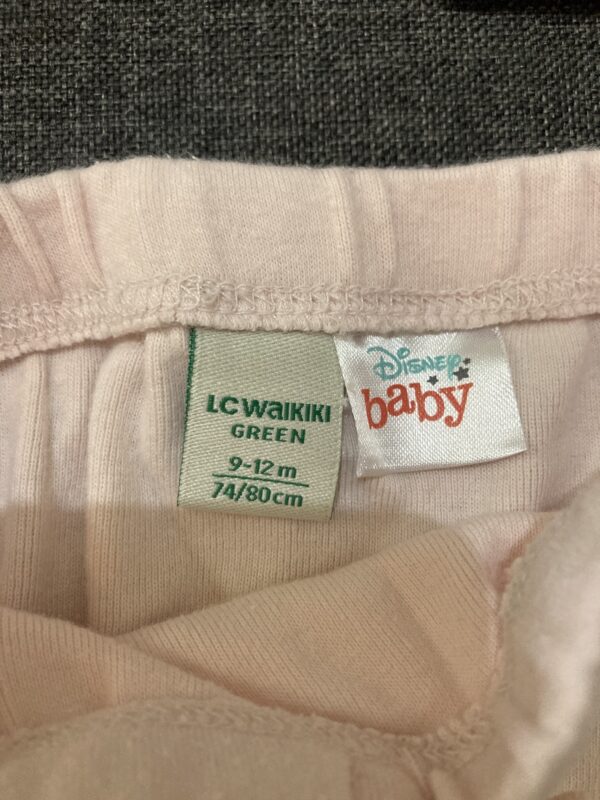 LC WAIKIKI
GREEN
9-12 m
74/80cm
Disney
baby